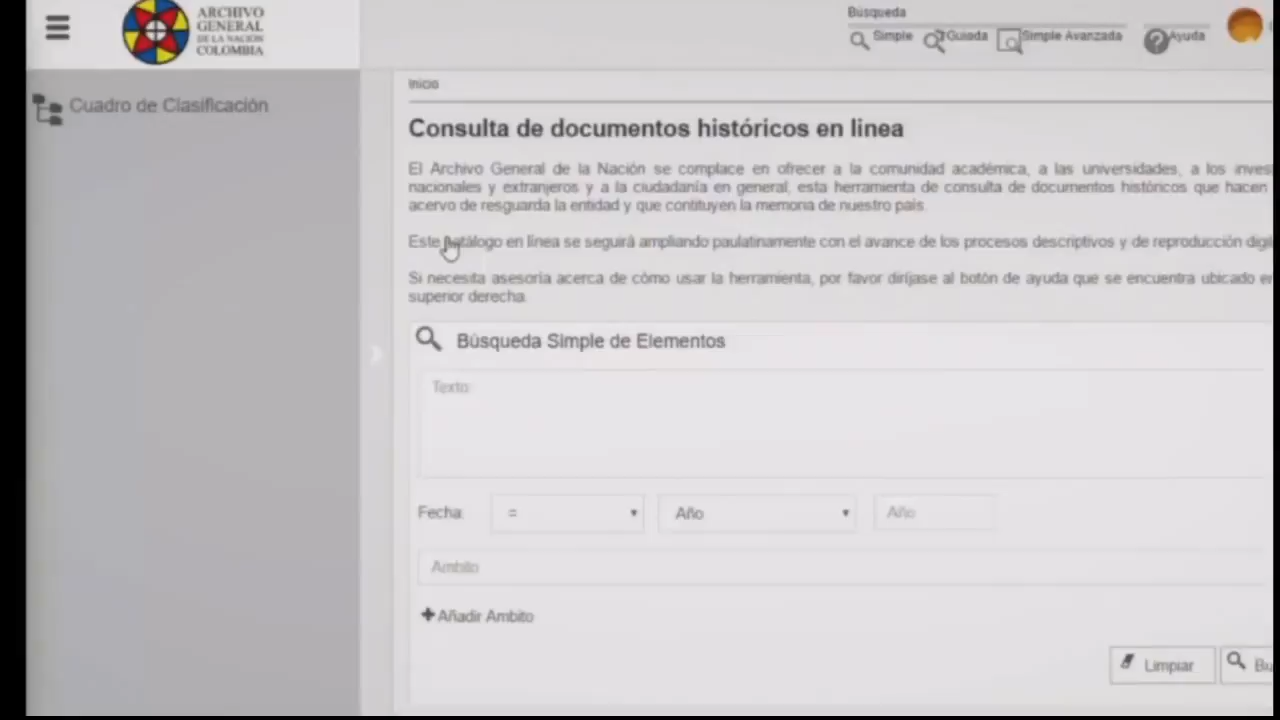 ARCHIVO
GENERAL
DE LA NACIÓN
COLOMBIA
Búsqueda
Simple
Guiada
Simple Avanzada
Ayuda
Cuadro de Clasificación
Inicio
Consulta de documentos históricos en linea
El Archivo General de la Nación se complace en ofrecer a la comunidad académica, a las universidades, a los
nacionales y extranjeros y a la ciudadanía en general, esta herramienta de consulta de documentos históricos que hacen
acervo de resguarda la entidad y que contituyen la memoria de nuestro país.
Este catálogo en línea se seguirá ampliando paulatinamente con el avance de los procesos descriptivos y de reproducción
Si necesita asesoría acerca de cómo usar la herramienta, por favor diríjase al botón de ayuda que se encuentra ubicado
superior derecha.
Búsqueda Simple de Elementos
Texto:
Fecha: = Año Año
Ambito
Añadir Ambito
Limpiar